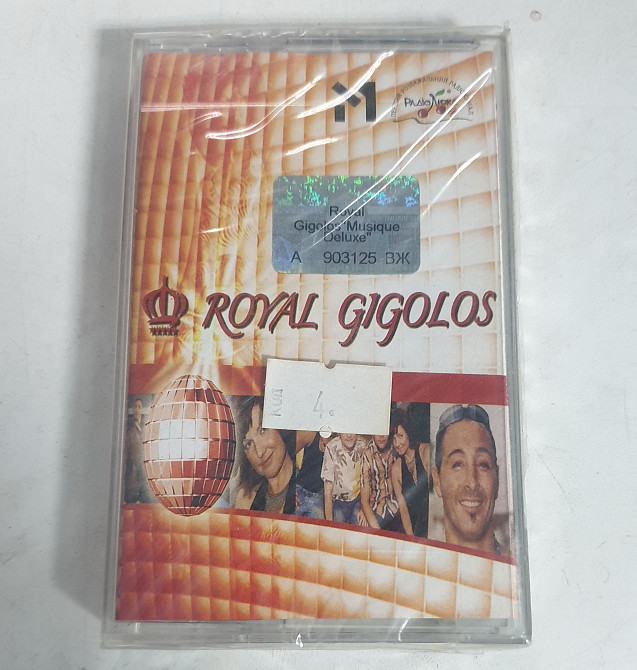 M
Royal
Gigolos"Musique
Deluxe"
А 903125 ВЖ
ROYAL GIGOLOS
4.